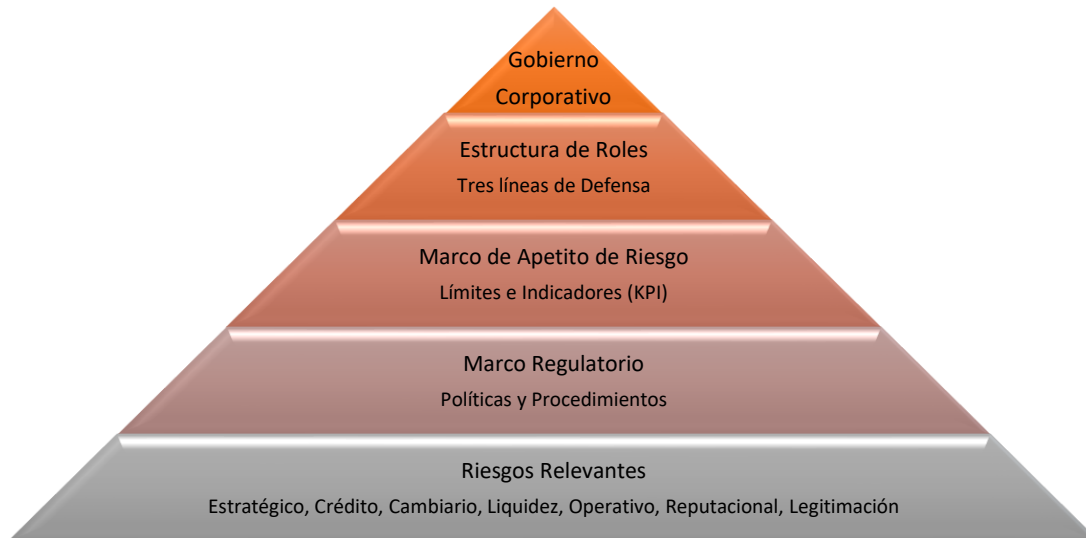 Gobierno
Corporativo
Estructura de Roles
Tres líneas de Defensa
Marco de Apetito de Riesgo
Límites e Indicadores (KPI)
Marco Regulatorio
Políticas y Procedimientos
Riesgos Relevantes
Estratégico, Crédito, Cambiario, Liquidez, Operativo, Reputacional, Legitimación